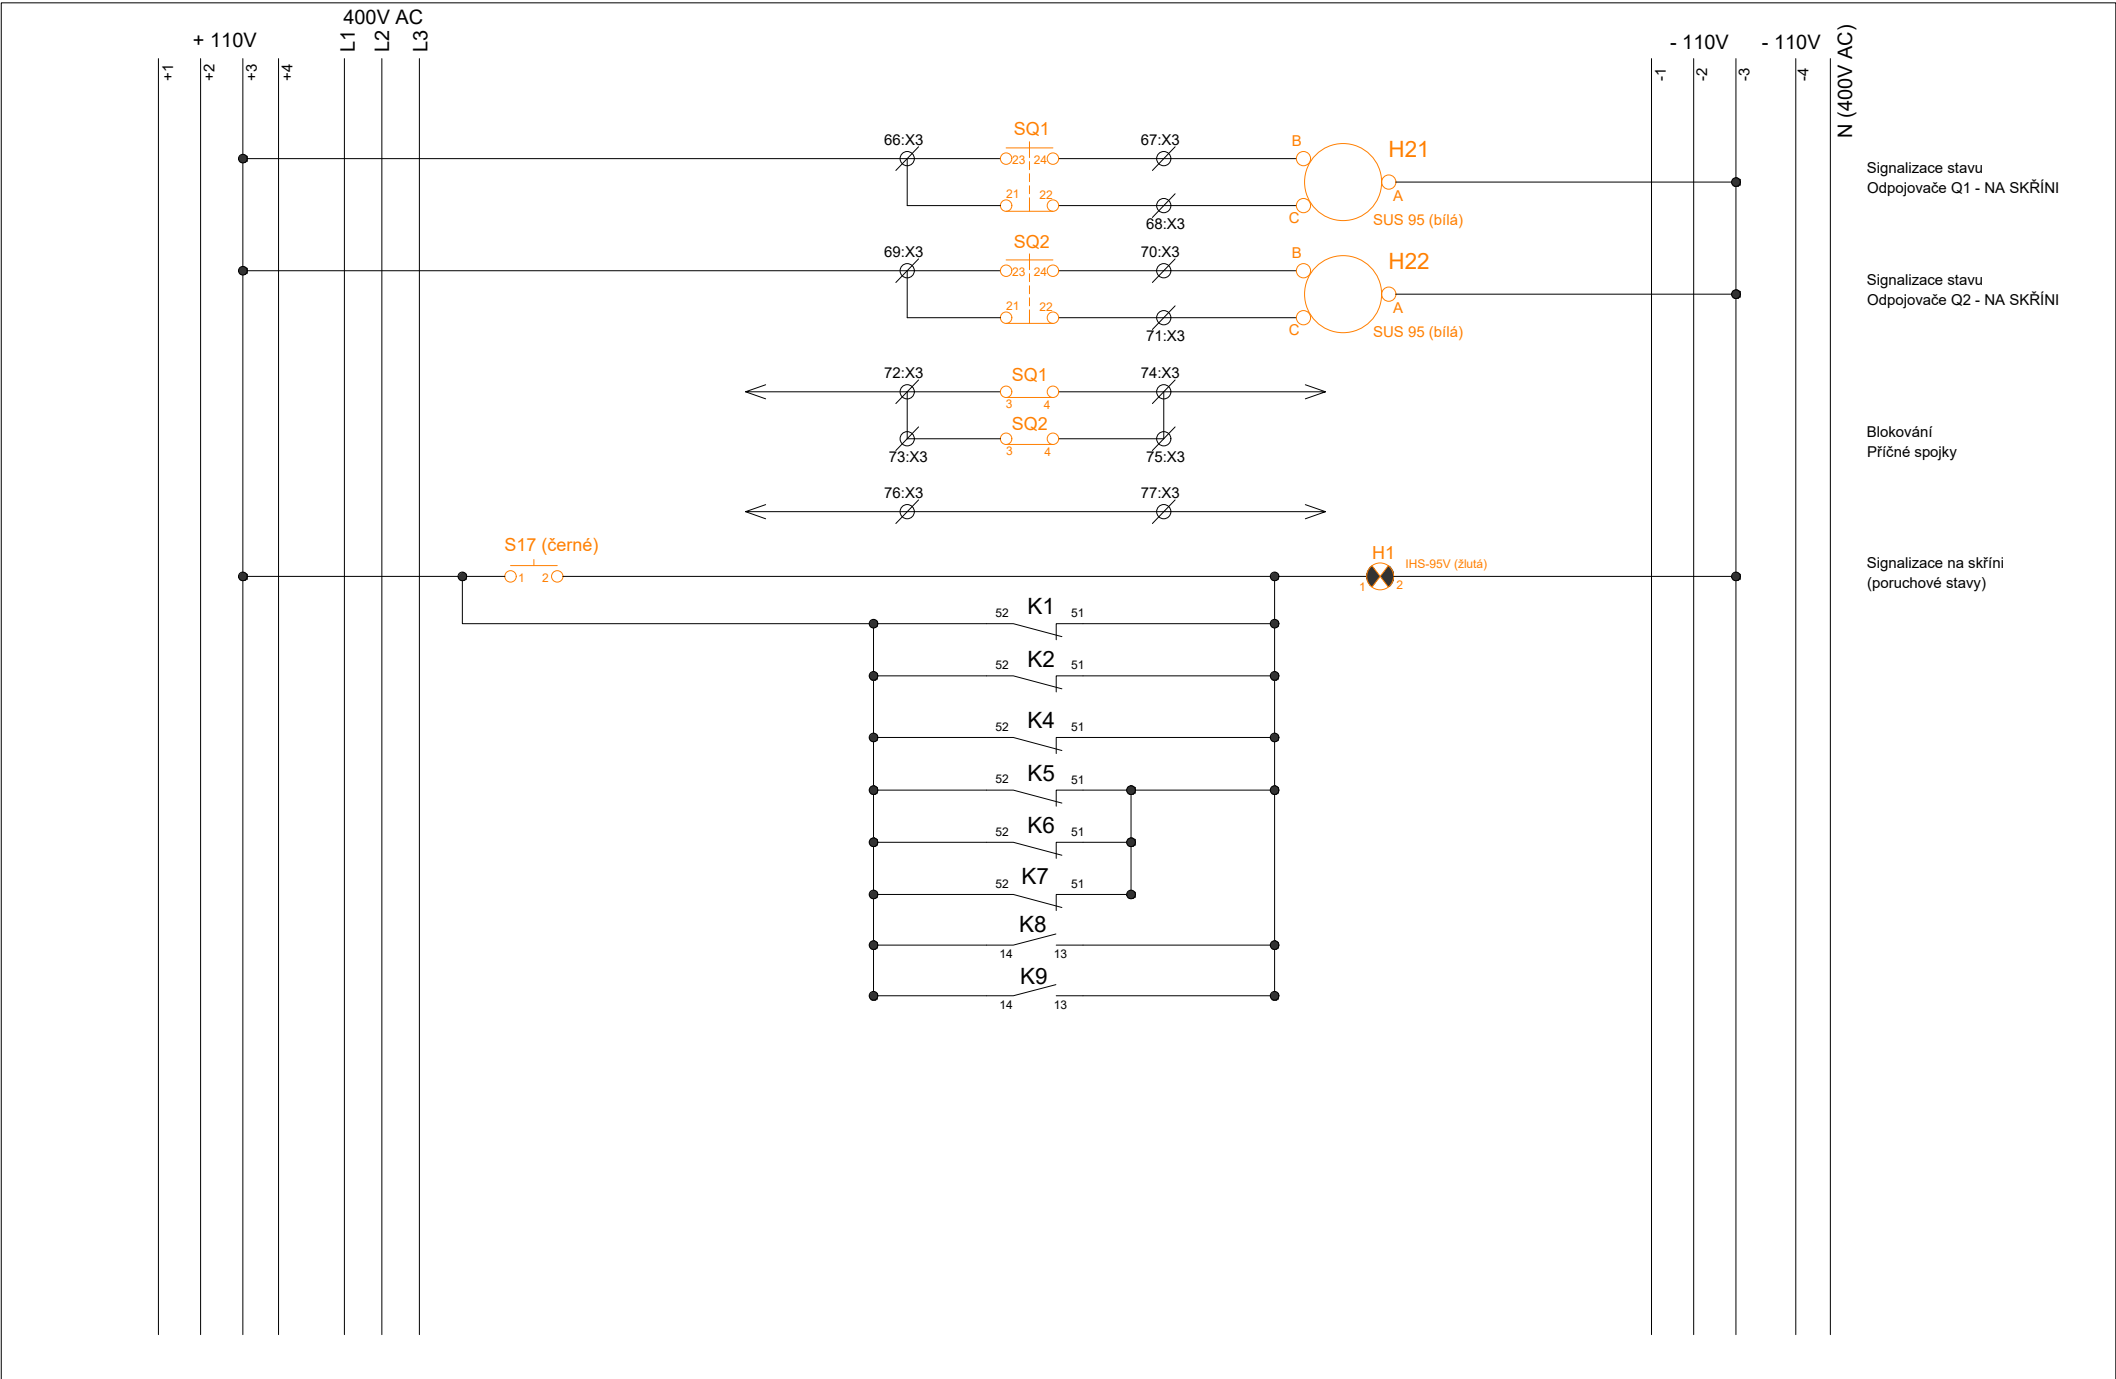 400V AC
+ 110V
L1
L2
L3
- 110V
- 110V
N (400V AC)
+1
+2
+3
+4
-1
-2
-3
-4
66:X3
SQ1
67:X3
B
H21
23 24
A
21 22
C
68:X3
SUS 95 (bílá)
Signalizace stavu
Odpojovače Q1 - NA SKŘÍNI
69:X3
SQ2
70:X3
B
H22
23 24
A
21 22
C
71:X3
SUS 95 (bílá)
Signalizace stavu
Odpojovače Q2 - NA SKŘÍNI
72:X3
SQ1
74:X3
3 4
SQ2
3 4
73:X3
75:X3
Blokování
Příčné spojky
76:X3
77:X3
S17 (černé)
1 2
H1
IHS-95V (žlutá)
1 2
Signalizace na skříni
(poruchové stavy)
52 K1 51
52 K2 51
52 K4 51
52 K5 51
52 K6 51
52 K7 51
K8
14 13
K9
14 13